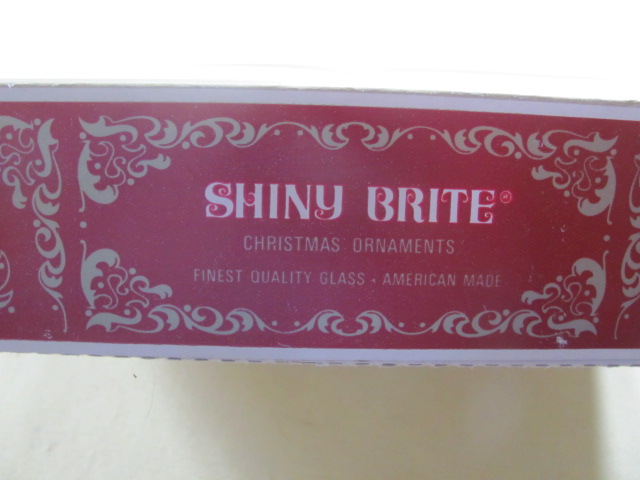 SHINY BRITE®
CHRISTMAS ORNAMENTS
FINEST QUALITY GLASS • AMERICAN MADE